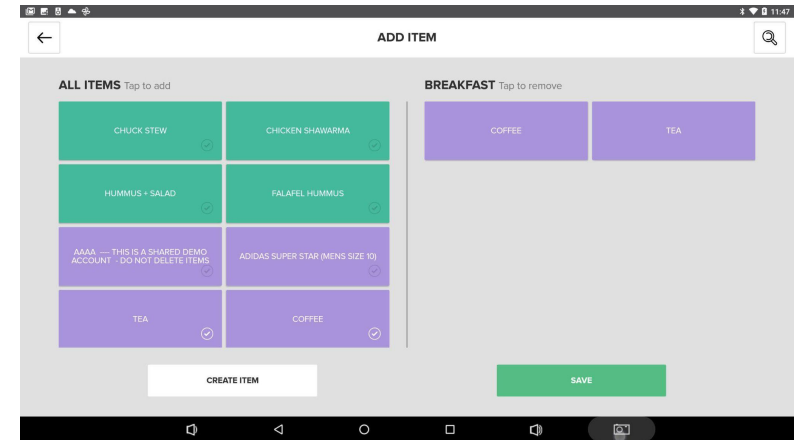 11:47
ADD ITEM
ALL ITEMS Tap to add
BREAKFAST Tap to remove
CHUCK STEW
CHICKEN SHAWARMA
COFFEE
TEA
HUMMUS + SALAD
FALAFEL HUMMUS
AAAA — THIS IS A SHARED DEMO
ACCOUNT - DO NOT DELETE ITEMS
ADIDAS SUPER STAR (MENS SIZE 10)
TEA
COFFEE
CREATE ITEM
SAVE